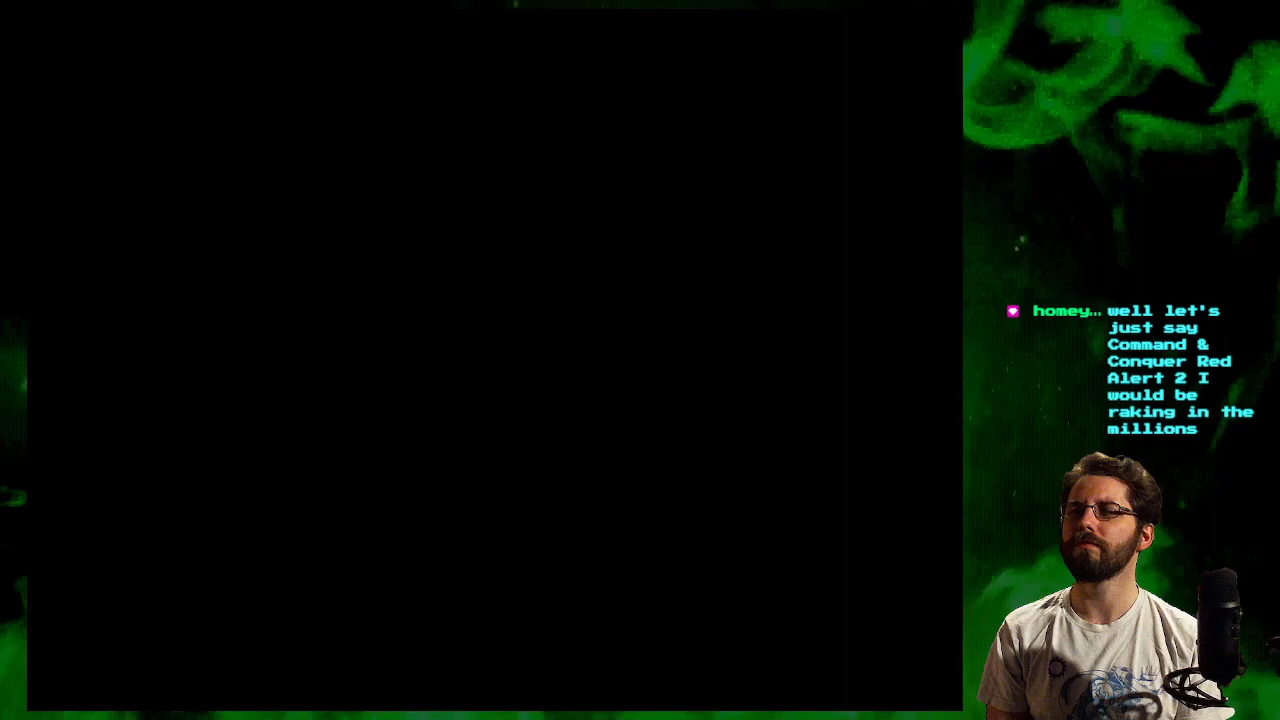 homey... well let's
just say
Command &
Conquer Red
Alert 2 I
would be
raking in the
millions